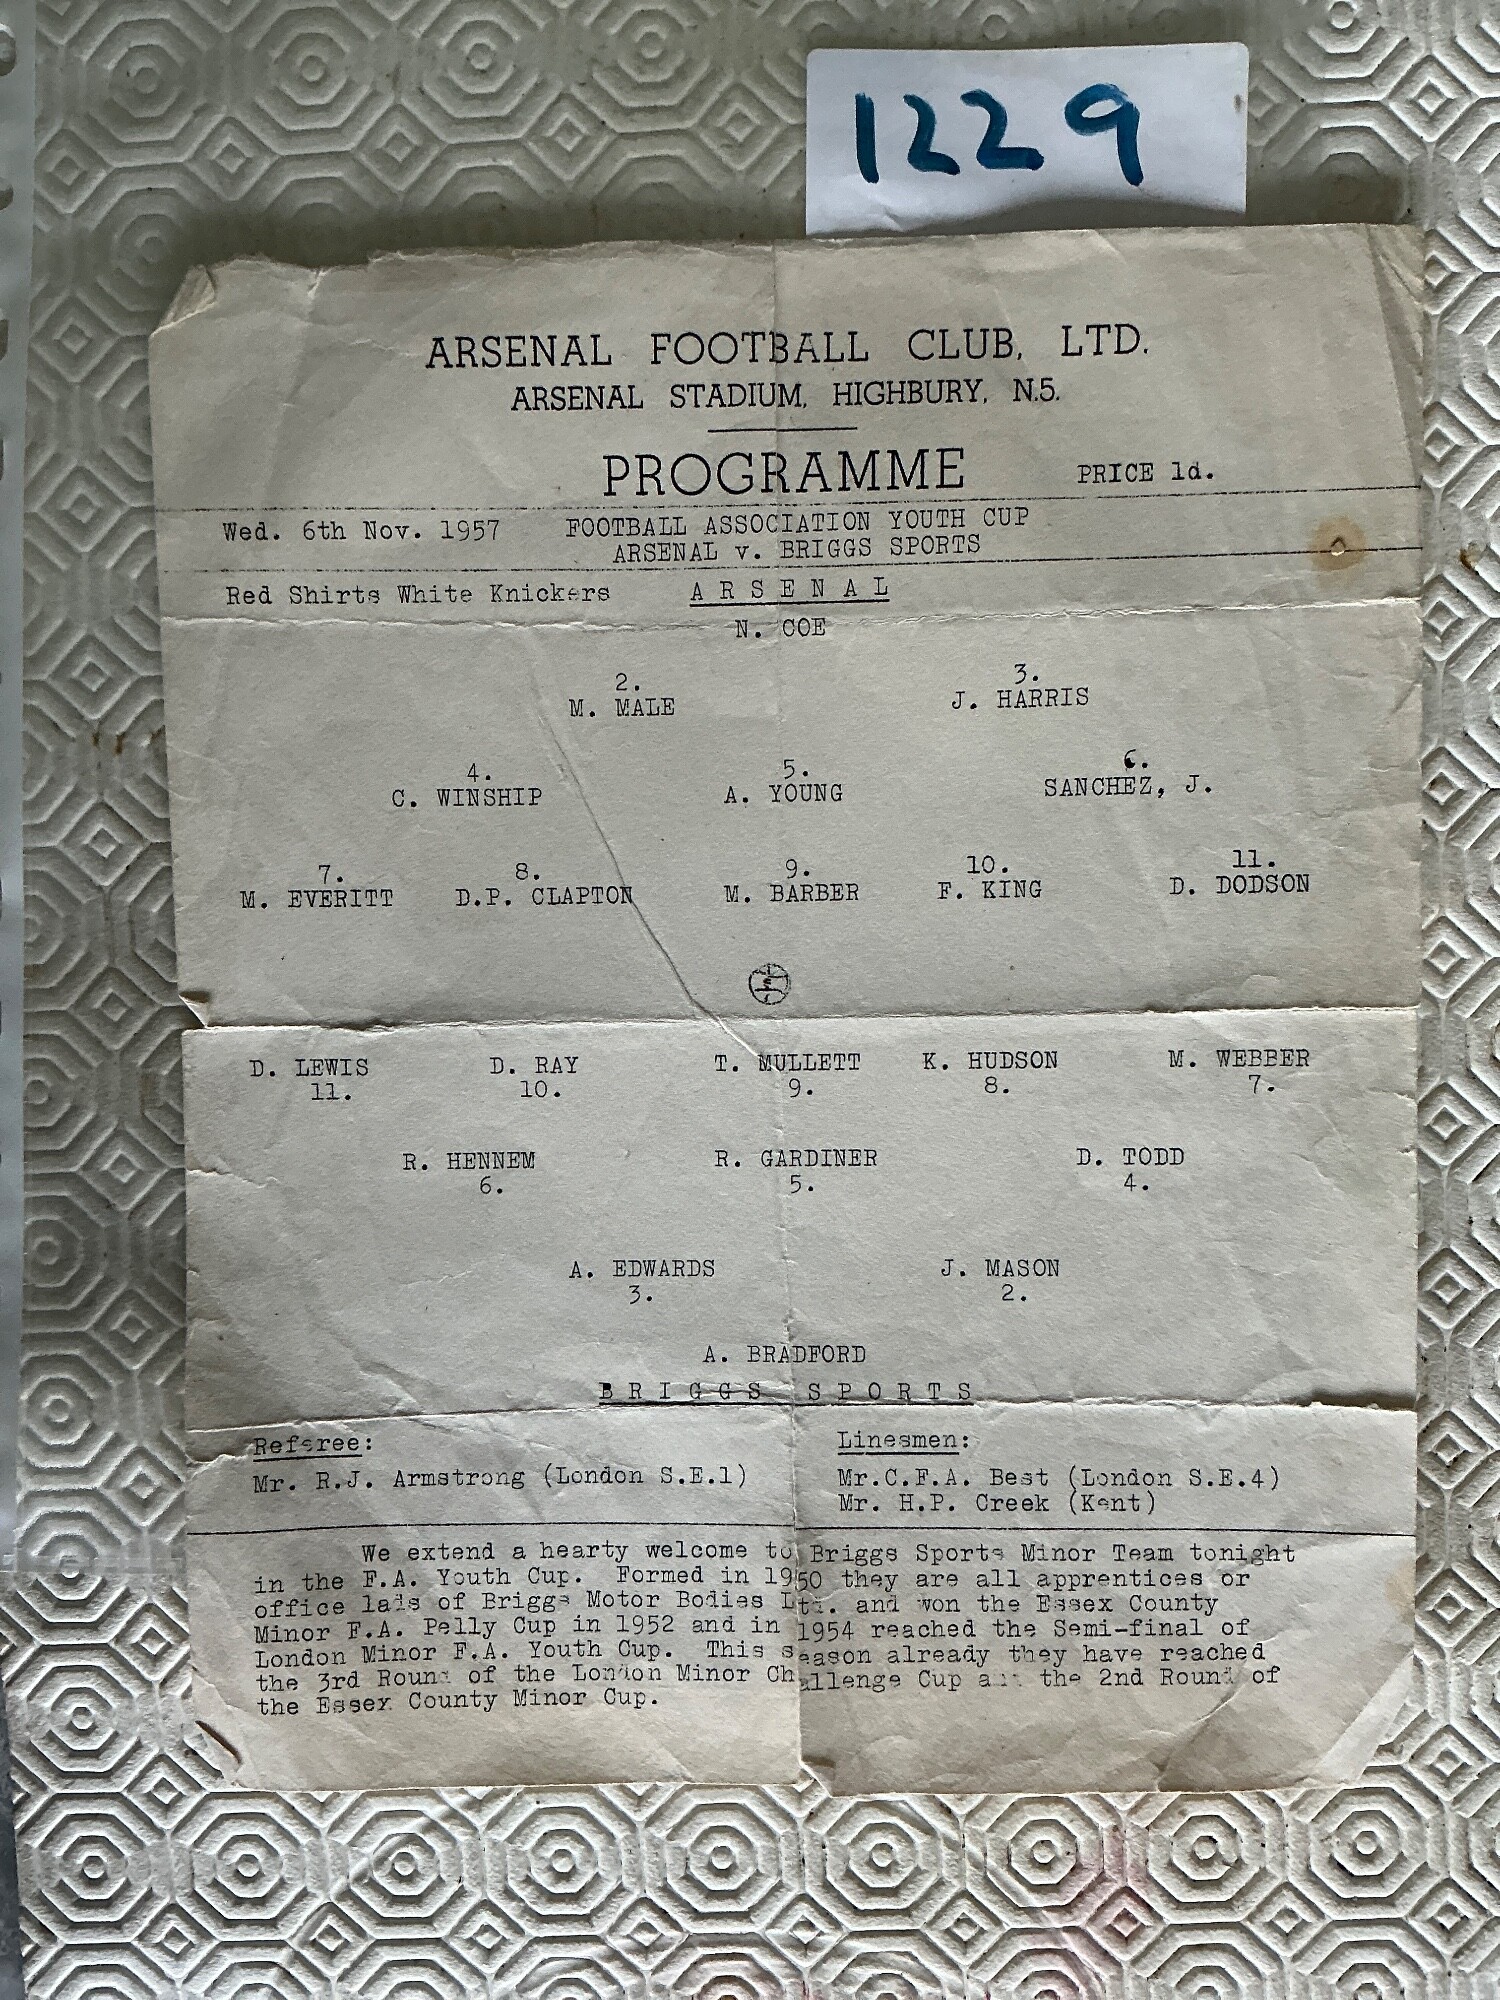 1229
ARSENAL FOOTBALL CLUB, LTD.
ARSENAL STADIUM, HIGHBURY, N.5.
PROGRAMME PRICE 1d.
Wed. 6th Nov. 1957 FOOTBALL ASSOCIATION YOUTH CUP
ARSENAL v. BRIGGS SPORTS
Red Shirts White Knickers A R S E N A L
N. COE
2. 3.
M. MALE J. HARRIS
4. 5. 6.
C. WINSHIP A. YOUNG SANCHEZ, J.
7. 8. 9. 10. 11.
M. EVERITT D.P. CLAPTON M. BARBER F. KING D. DODSON
D. LEWIS D. RAY T. MULLETT K. HUDSON M. WEBBER
11. 10. 9. 8. 7.
R. HENNEM R. GARDINER D. TODD
6. 5. 4.
A. EDWARDS J. MASON
3. 2.
A. BRADFORD
B R I G G S S P O R T S
Referee: Linesmen:
Mr. R.J. Armstrong (London S.E.1) Mr.C.F.A. Best (London S.E.4)
Mr. H.P. Creek (Kent)
We extend a hearty welcome to Briggs Sports Minor Team tonight
in the F.A. Youth Cup. Formed in 1950 they are all apprentices or
office lads of Briggs Motor Bodies Ltd. and won the Essex County
Minor F.A. Pelly Cup in 1952 and in 1954 reached the Semi-final of
London Minor F.A. Youth Cup. This season already they have reached
the 3rd Round of the London Minor Challenge Cup and the 2nd Round of
the Essex County Minor Cup.